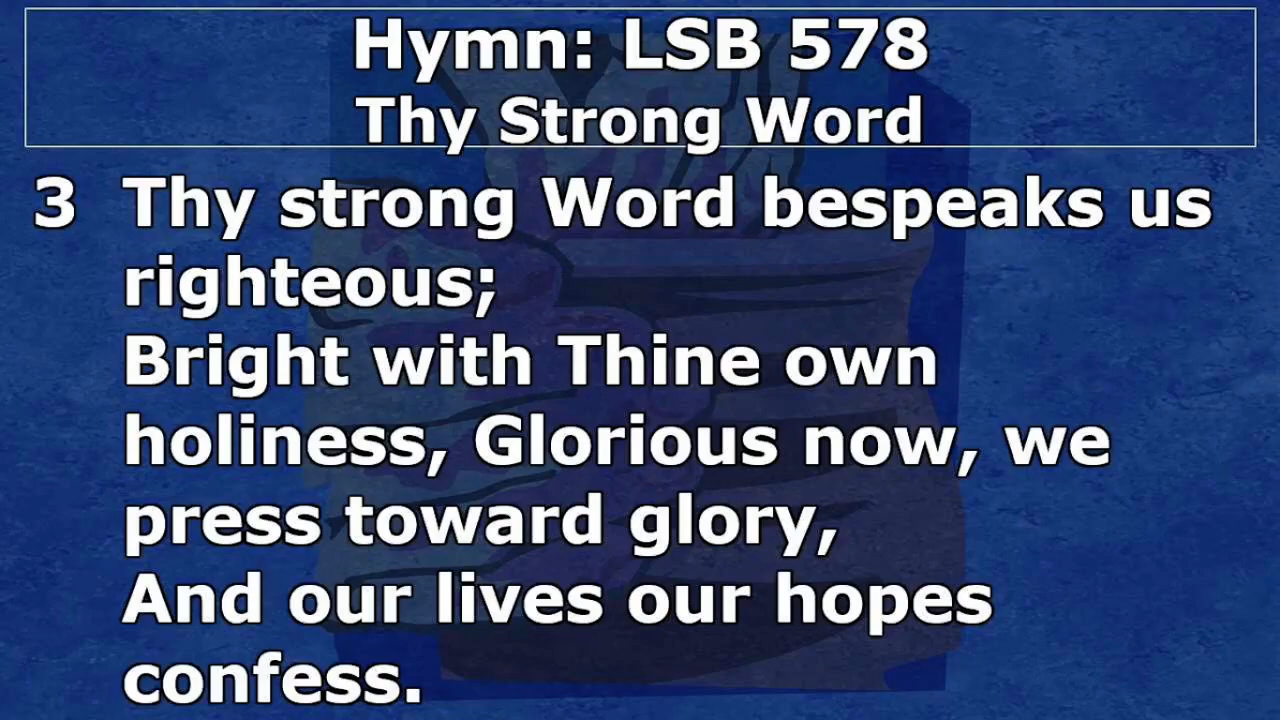 Hymn: LSB 578
Thy Strong Word
3 Thy strong Word bespeaks us
righteous;
Bright with Thine own
holiness, Glorious now, we
press toward glory,
And our lives our hopes
confess.